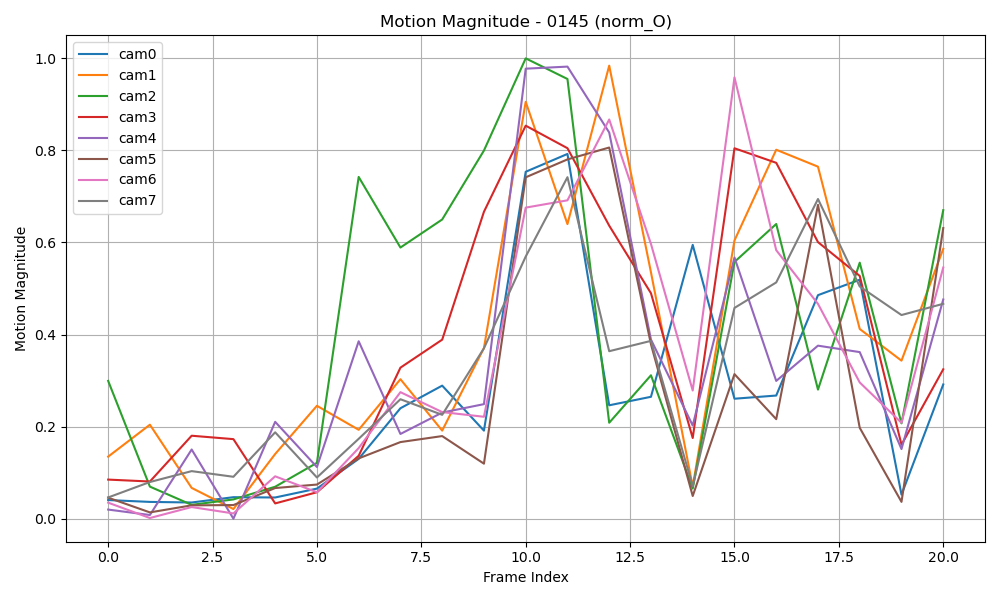 Motion Magnitude - 0145 (norm_O)
cam0
cam1
cam2
cam3
cam4
cam5
cam6
cam7
Motion Magnitude
1.0
0.8
0.6
0.4
0.2
0.0
0.0 2.5 5.0 7.5 10.0 12.5 15.0 17.5 20.0
Frame Index